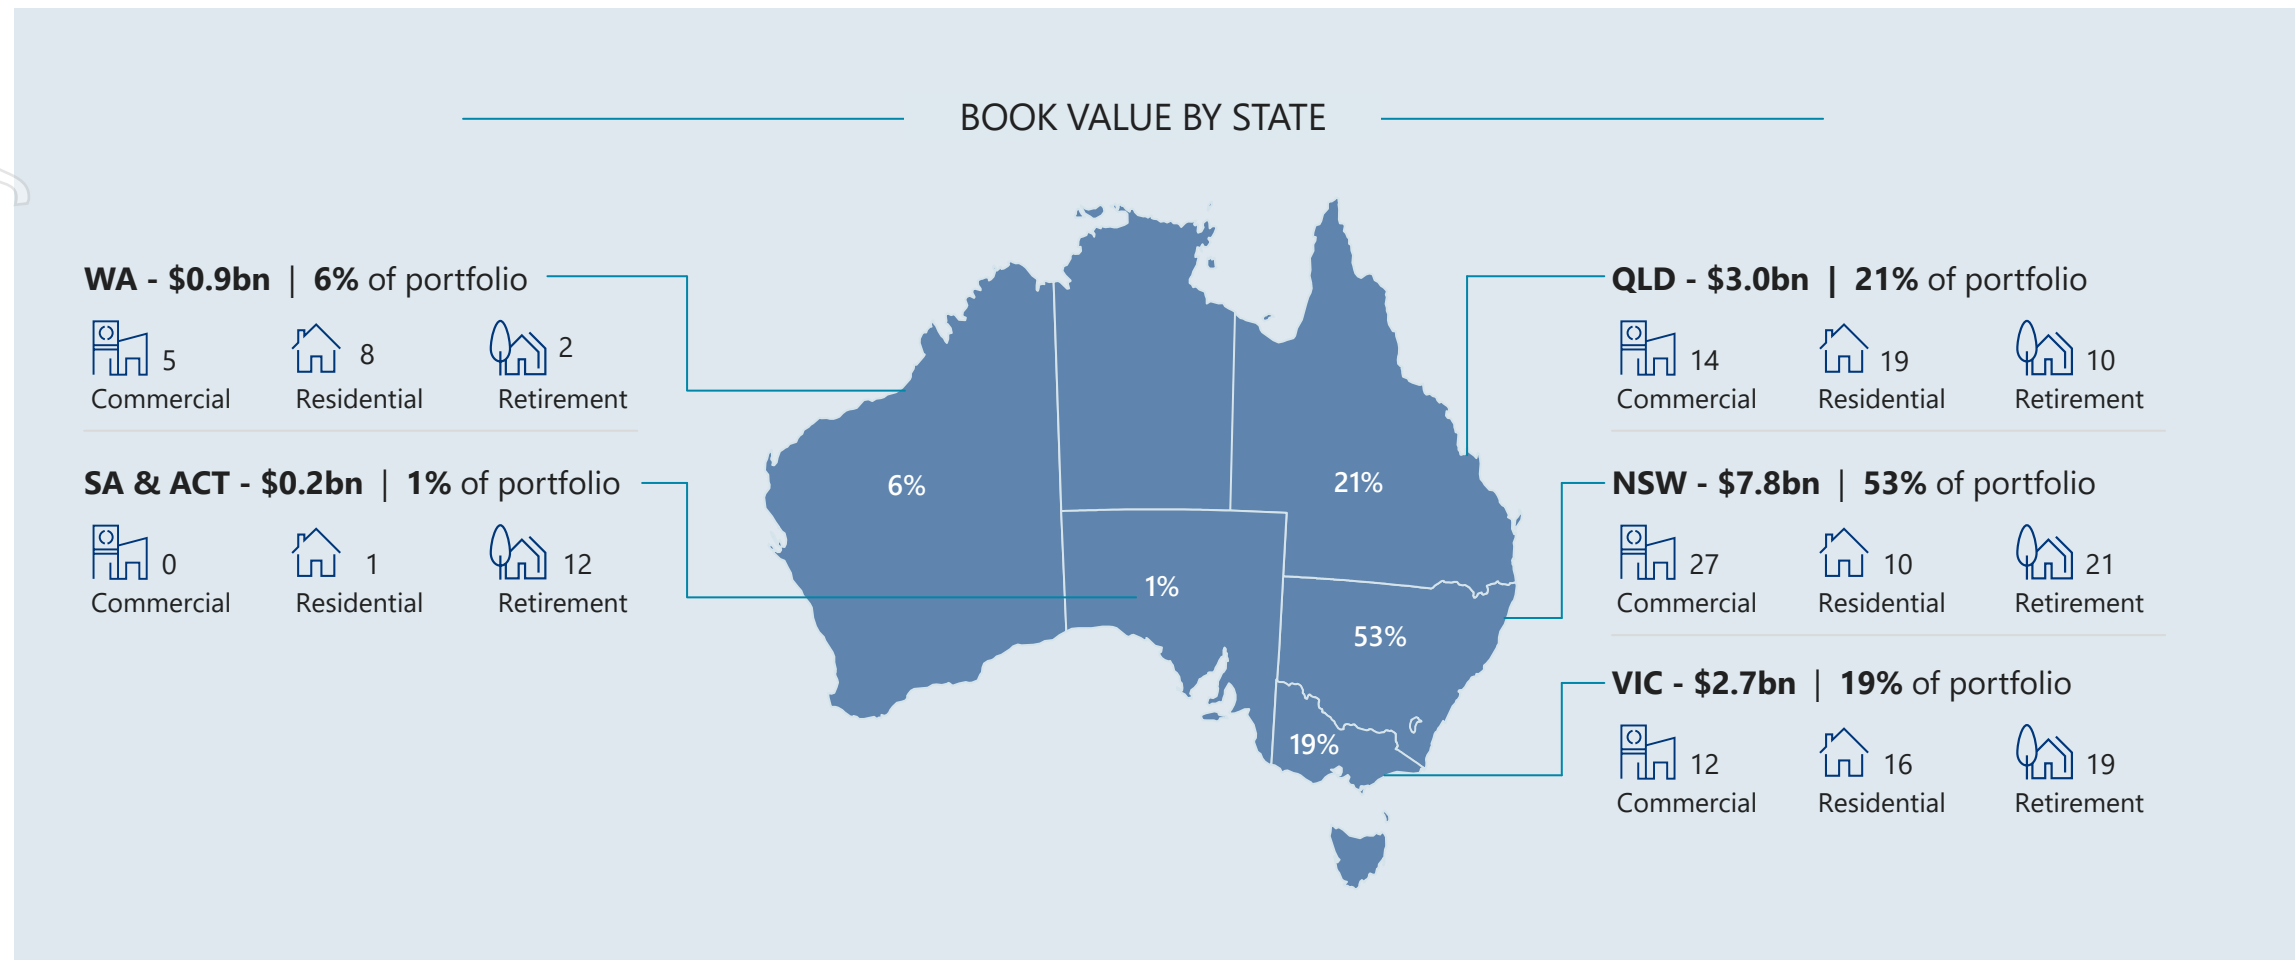 BOOK VALUE BY STATE
WA - $0.9bn | 6% of portfolio
5 8 2
Commercial Residential Retirement
SA & ACT - $0.2bn | 1% of portfolio
0 1 12
Commercial Residential Retirement
6%
1%
21%
53%
19%
QLD - $3.0bn | 21% of portfolio
14 19 10
Commercial Residential Retirement
NSW - $7.8bn | 53% of portfolio
27 10 21
Commercial Residential Retirement
VIC - $2.7bn | 19% of portfolio
12 16 19
Commercial Residential Retirement